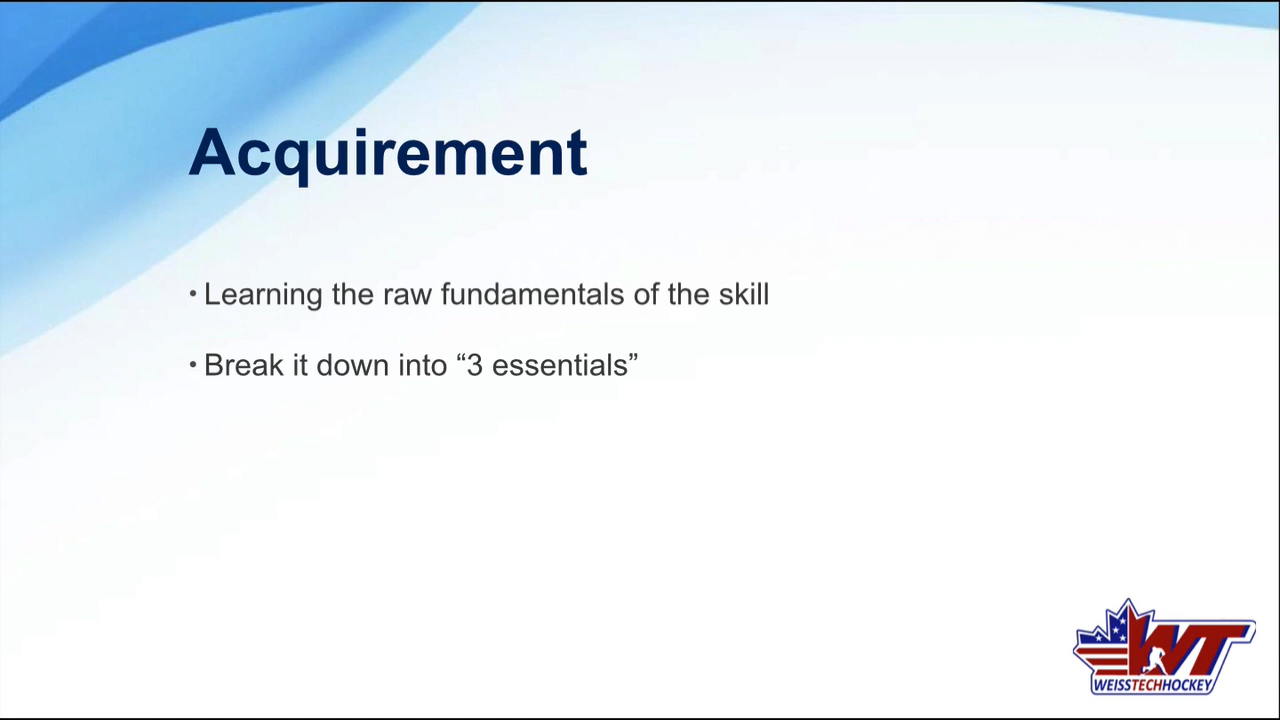 Acquirement
• Learning the raw fundamentals of the skill
• Break it down into “3 essentials”
WT
WEISSTECHHOCKEY